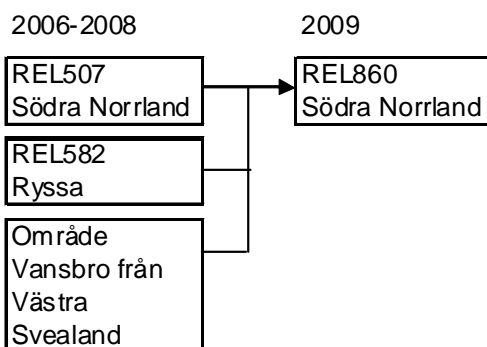 2006-2008
2009
REL507
Södra Norrland
REL860
Södra Norrland
REL582
Ryssa
Område
Vansbro från
Västra
Svealand